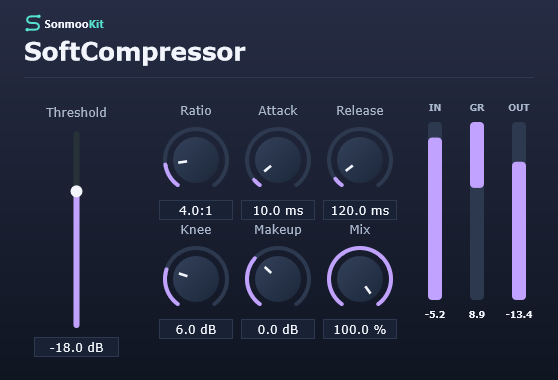 SonmooKit
SoftCompressor
Threshold
-18.0 dB
Ratio Attack Release
4.0:1 10.0 ms 120.0 ms
Knee Makeup Mix
6.0 dB 0.0 dB 100.0 %
IN GR OUT
-5.2 8.9 -13.4